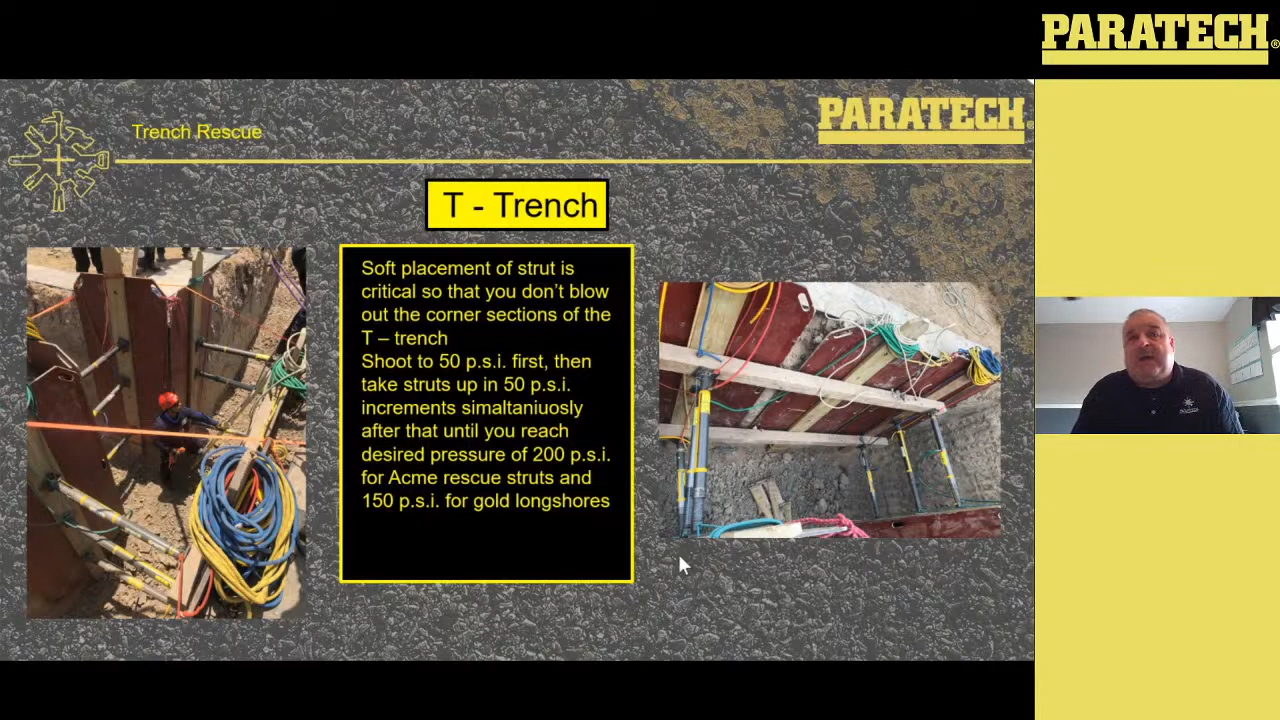 PARATECH®
Trench Rescue
PARATECH®
T - Trench
Soft placement of strut is
critical so that you don't blow
out the corner sections of the
T – trench
Shoot to 50 p.s.i. first, then
take struts up in 50 p.s.i.
increments simaltaniuosly
after that until you reach
desired pressure of 200 p.s.i.
for Acme rescue struts and
150 p.s.i. for gold longshores